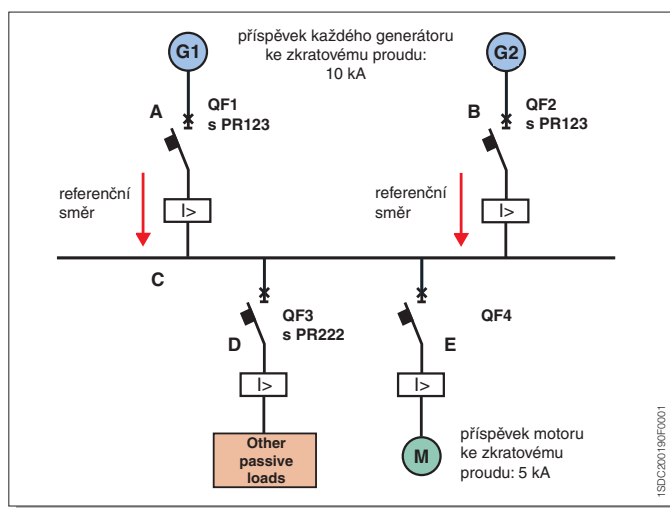 G1
příspěvek každého generátoru
ke zkratovému proudu:
10 kA
G2
A
QF1
s PR123
B
QF2
s PR123
referenční
směr
I>
referenční
směr
I>
C
QF3
s PR222
D
QF4
E
I>
I>
Other
passive
loads
M
příspěvek motoru
ke zkratovému
proudu: 5 kA
1SDC200190F0001